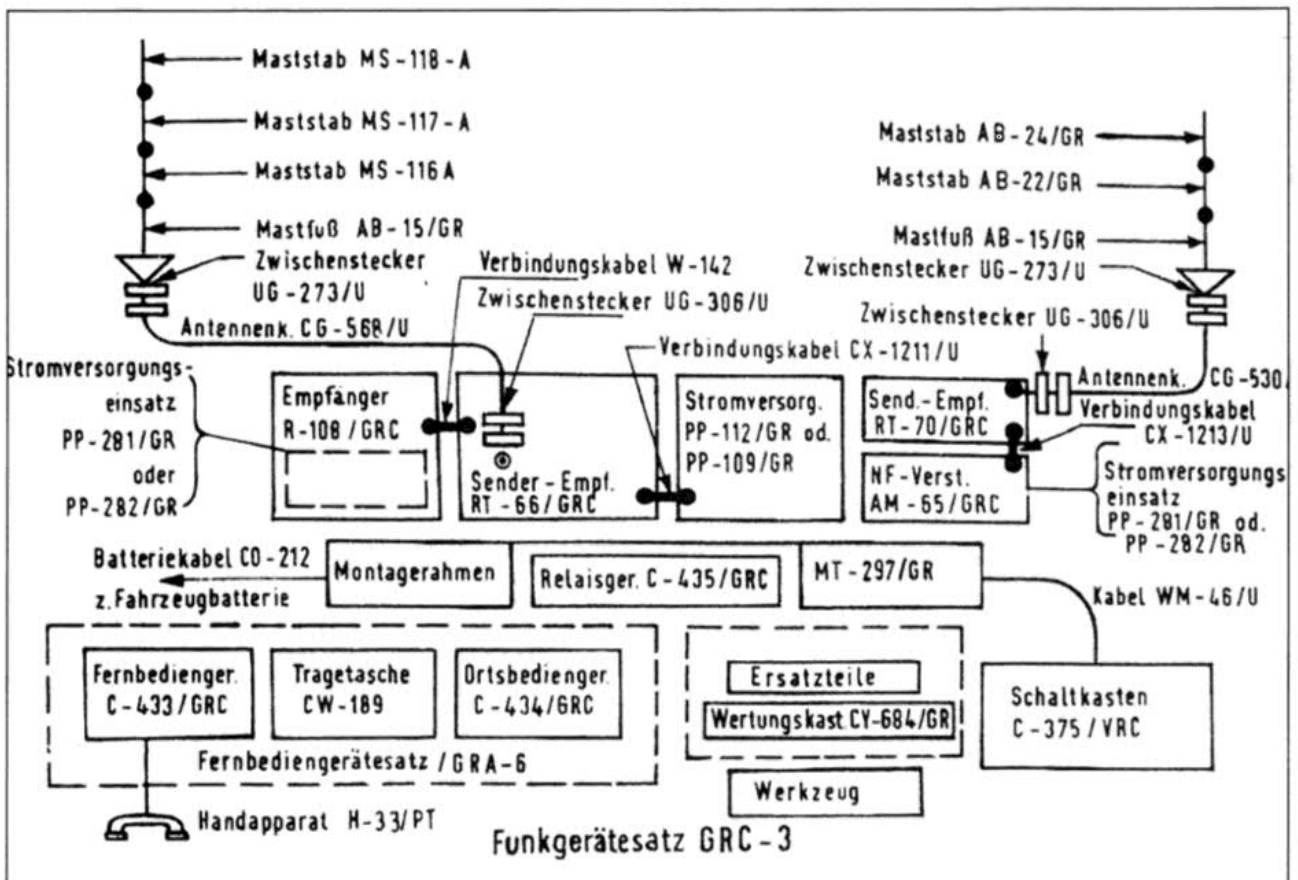 Maststab MS-118-A
Maststab MS-117-A
Maststab MS-116A
Mastfuß AB-15/GR
Zwischenstecker
UG-273/U
Antennenk. CG-568/U
Verbindungskabel W-142
Zwischenstecker UG-306/U
Verbindungskabel CX-1211/U
Maststab AB-24/GR
Maststab AB-22/GR
Mastfuß AB-15/GR
Zwischenstecker UG-273/U
Zwischenstecker UG-306/U
Antennenk. CG-530/
Verbindungskabel
CX-1213/U
Stromversorgungs-
einsatz
PP-281/GR
oder
PP-282/GR
Empfänger
R-108/GRC
Sender-Empf.
RT-66/GRC
Stromversorg.
PP-112/GR od.
PP-109/GR
Send.-Empf.
RT-70/GRC
NF-Verst.
AM-65/GRC
Stromversorgungs
einsatz
PP-281/GR od.
PP-282/GR
Batteriekabel CO-212
z. Fahrzeugbatterie
Montagerahmen
Relaisger. C-435/GRC
MT-297/GR
Kabel WM-46/U
Fernbedienger.
C-433/GRC
Tragetasche
CW-189
Ortsbedienger.
C-434/GRC
Fernbediengerätesatz /GRA-6
Handapparat H-33/PT
Ersatzteile
Wertungskast. CY-684/GR
Werkzeug
Schaltkasten
C-375/VRC
Funkgerätesatz GRC-3